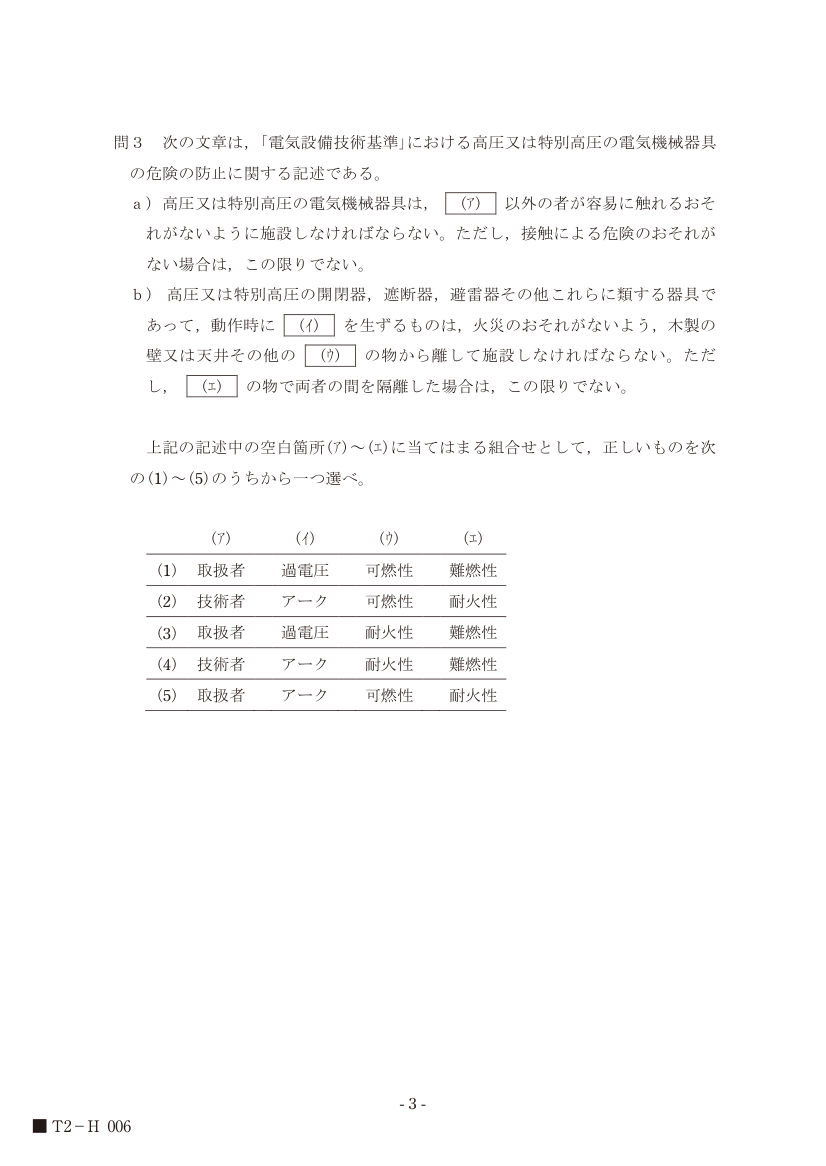 問３　次の文章は，「電気設備技術基準」における高圧又は特別高圧の電気機械器具
の危険の防止に関する記述である。
ａ） 高圧又は特別高圧の電気機械器具は， (ｱ) 以外の者が容易に触れるおそ
れがないように施設しなければならない。ただし，接触による危険のおそれが
ない場合は，この限りでない。
ｂ） 高圧又は特別高圧の開閉器，遮断器，避雷器その他これらに類する器具で
あって，動作時に (ｲ) を生ずるものは，火災のおそれがないよう，木製の
壁又は天井その他の (ｳ) の物から離して施設しなければならない。ただ
し， (ｴ) の物で両者の間を隔離した場合は，この限りでない。
上記の記述中の空白箇所(ｱ)～(ｴ)に当てはまる組合せとして，正しいものを次
の(1)～(5)のうちから一つ選べ。
(ｱ) (ｲ) (ｳ) (ｴ)
(1) 取扱者 過電圧 可燃性 難燃性
(2) 技術者 アーク 可燃性 耐火性
(3) 取扱者 過電圧 耐火性 難燃性
(4) 技術者 アーク 耐火性 難燃性
(5) 取扱者 アーク 可燃性 耐火性
- 3 -
■ T2－H 006